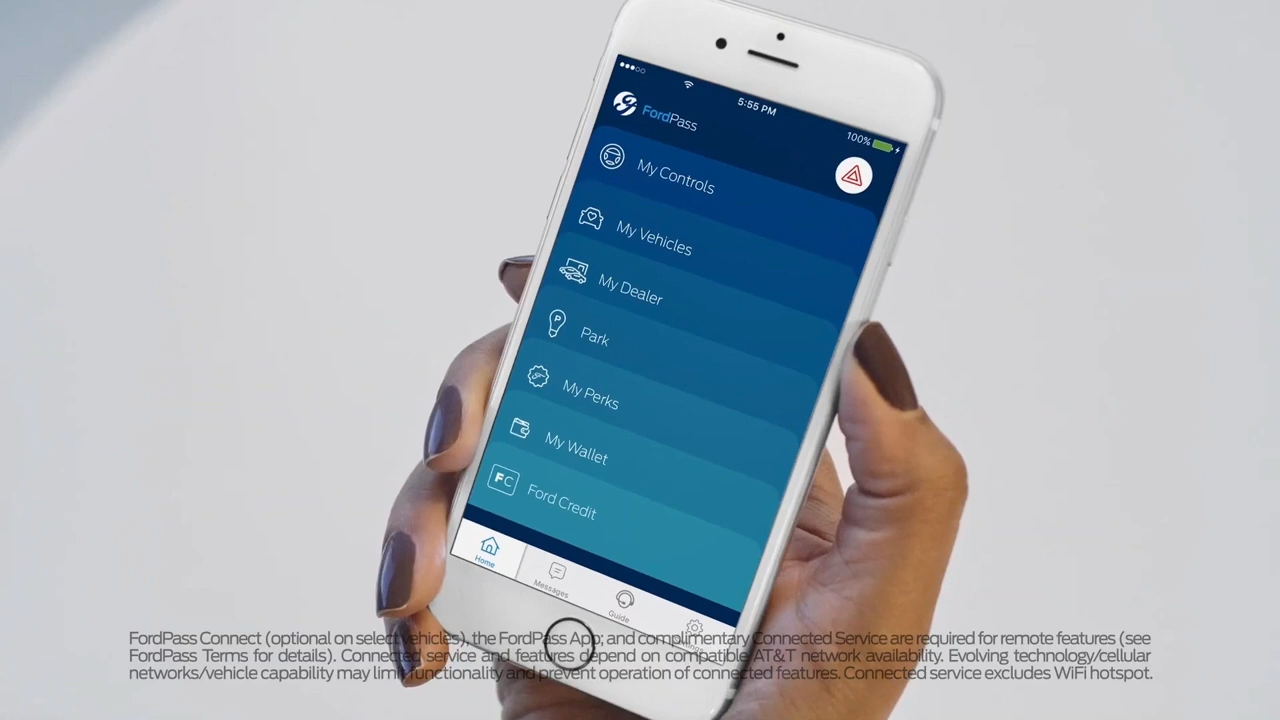 5:55 PM
100%
FordPass
My Controls
My Vehicles
My Dealer
P
Park
My Perks
My Wallet
FC
Ford Credit
Home
Messages
Guide
FordPass Connect (optional on select vehicles), the FordPass App; and complimentary Connected Service are required for remote features (see
FordPass Terms for details). Connected service and features depend on compatible AT&T network availability. Evolving technology/cellular
networks/vehicle capability may limit functionality and prevent operation of connected features. Connected service excludes WiFi hotspot.